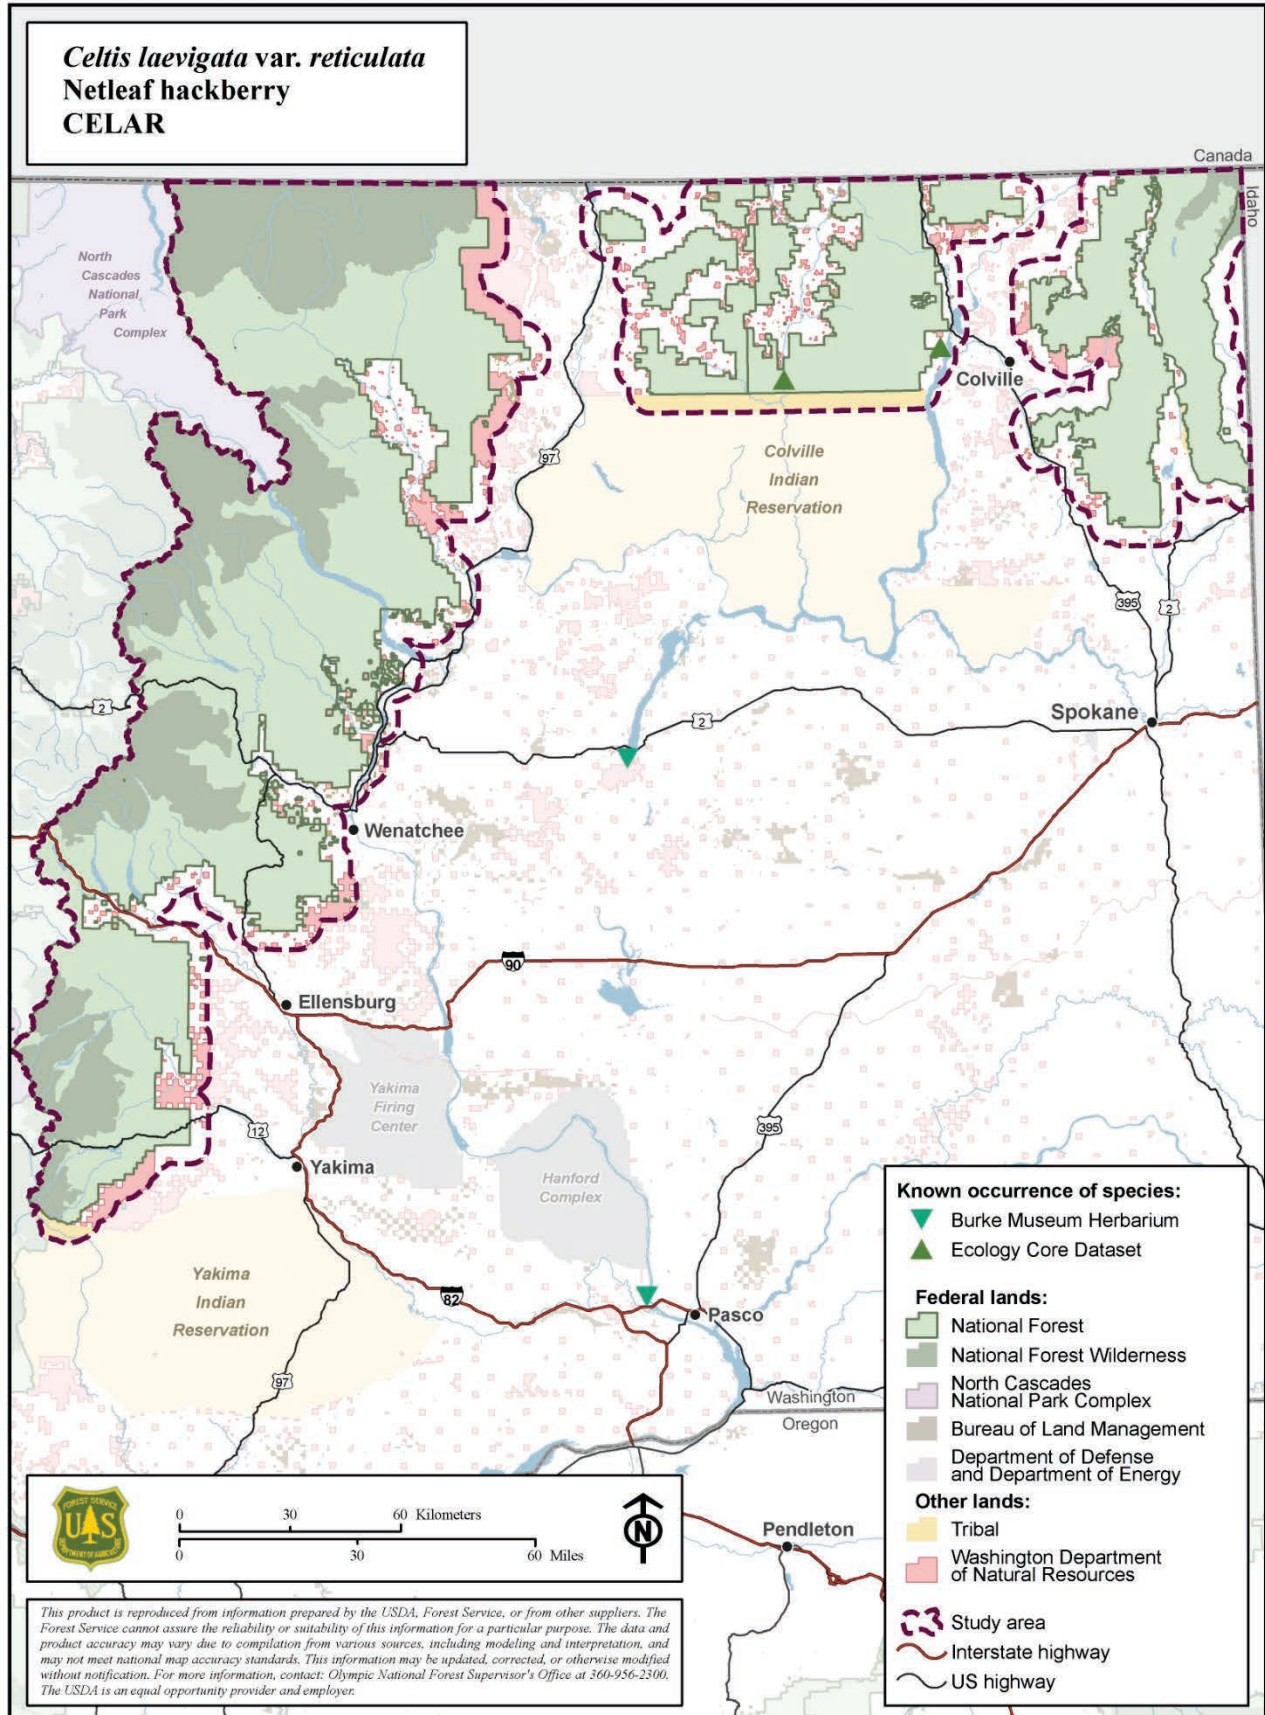 Celtis laevigata var. reticulata
Netleaf hackberry
CELAR
Canada
Idaho
North
Cascades
National
Park
Complex
Colville
97
Colville
Indian
Reservation
395
2
2
2
Spokane
Wenatchee
90
Ellensburg
Yakima
Firing
Center
395
12
Yakima
Hanford
Complex
Yakima
Indian
Reservation
82
Pasco
97
Washington
Oregon
Pendleton
Known occurrence of species:
Burke Museum Herbarium
Ecology Core Dataset
Federal lands:
National Forest
National Forest Wilderness
North Cascades
National Park Complex
Bureau of Land Management
Department of Defense
and Department of Energy
Other lands:
Tribal
Washington Department
of Natural Resources
Study area
Interstate highway
US highway
FOREST SERVICE
U S
DEPARTMENT OF AGRICULTURE
0 30 60 Kilometers
0 30 60 Miles
N
This product is reproduced from information prepared by the USDA, Forest Service, or from other suppliers. The
Forest Service cannot assure the reliability or suitability of this information for a particular purpose. The data and
product accuracy may vary due to compilation from various sources, including modeling and interpretation, and
may not meet national map accuracy standards. This information may be updated, corrected, or otherwise modified
without notification. For more information, contact: Olympic National Forest Supervisor's Office at 360-956-2300.
The USDA is an equal opportunity provider and employer.